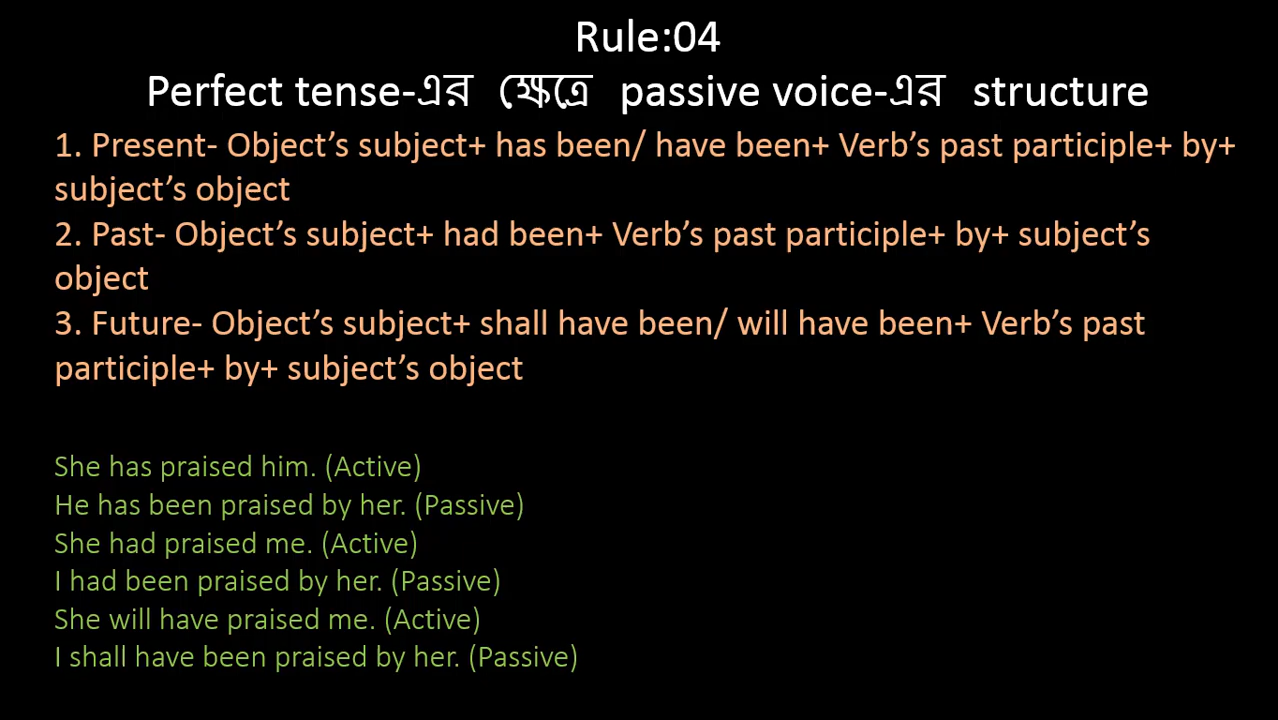 Rule:04
Perfect tense-এর ক্ষেত্রে passive voice-এর structure
1. Present- Object’s subject+ has been/ have been+ Verb’s past participle+ by+
subject’s object
2. Past- Object’s subject+ had been+ Verb’s past participle+ by+ subject’s
object
3. Future- Object’s subject+ shall have been/ will have been+ Verb’s past
participle+ by+ subject’s object
She has praised him. (Active)
He has been praised by her. (Passive)
She had praised me. (Active)
I had been praised by her. (Passive)
She will have praised me. (Active)
I shall have been praised by her. (Passive)